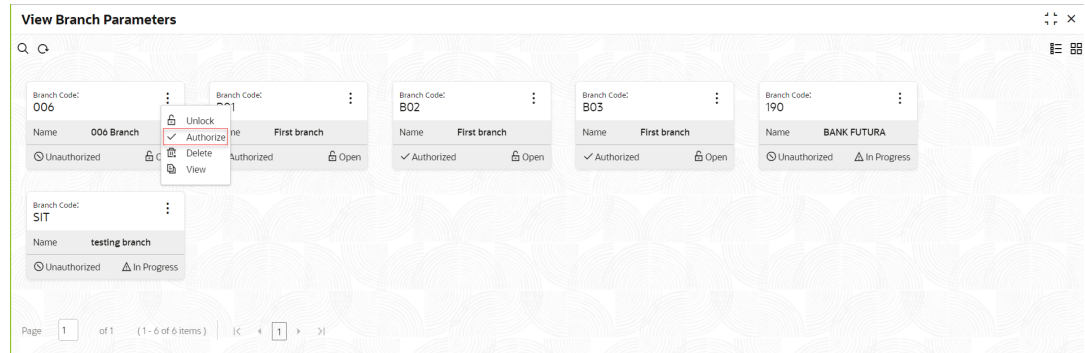 View Branch Parameters
Branch Code:
006
Name 006 Branch
Unauthorized
Unlock
Authorize
Delete
View
Branch Code:
First branch
Authorized Open
Branch Code:
B02
Name First branch
Authorized Open
Branch Code:
B03
Name First branch
Authorized Open
Branch Code:
190
Name BANK FUTURA
Unauthorized In Progress
Branch Code:
SIT
Name testing branch
Unauthorized In Progress
Page 1 of 1 (1 - 6 of 6 items) 1